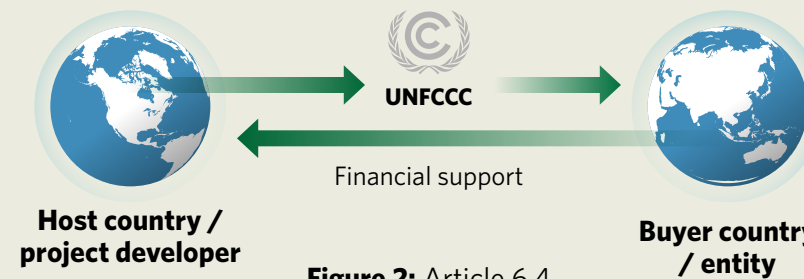 UNFCCC
Financial support
Host country /
project developer
Buyer country
/ entity
Figure 2: Article 6.4